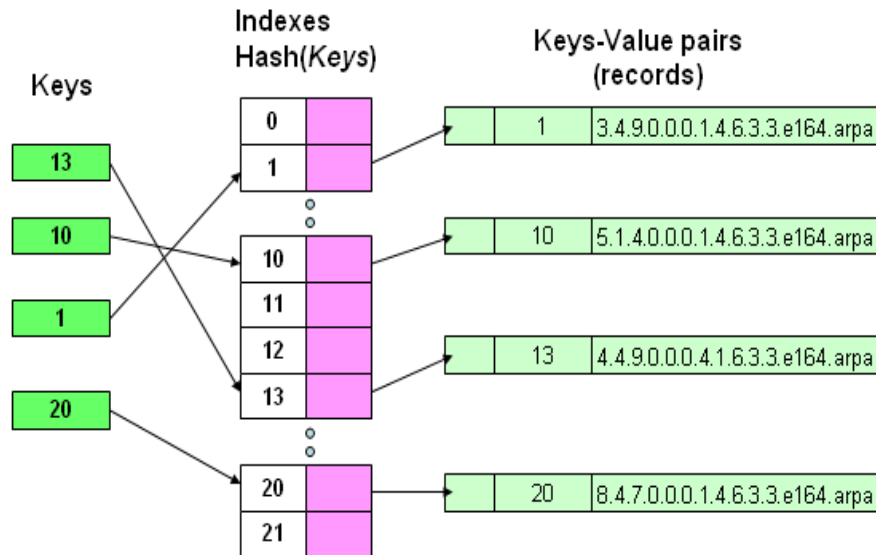 Keys
13
10
1
20
Indexes
Hash(Keys)
0
1
10
11
12
13
20
21
Keys-Value pairs
(records)
1 3.4.9.0.0.0.1.4.6.3.3.e164.arpa
10 5.1.4.0.0.0.1.4.6.3.3.e164.arpa
13 4.4.9.0.0.0.4.1.6.3.3.e164.arpa
20 8.4.7.0.0.0.1.4.6.3.3.e164.arpa